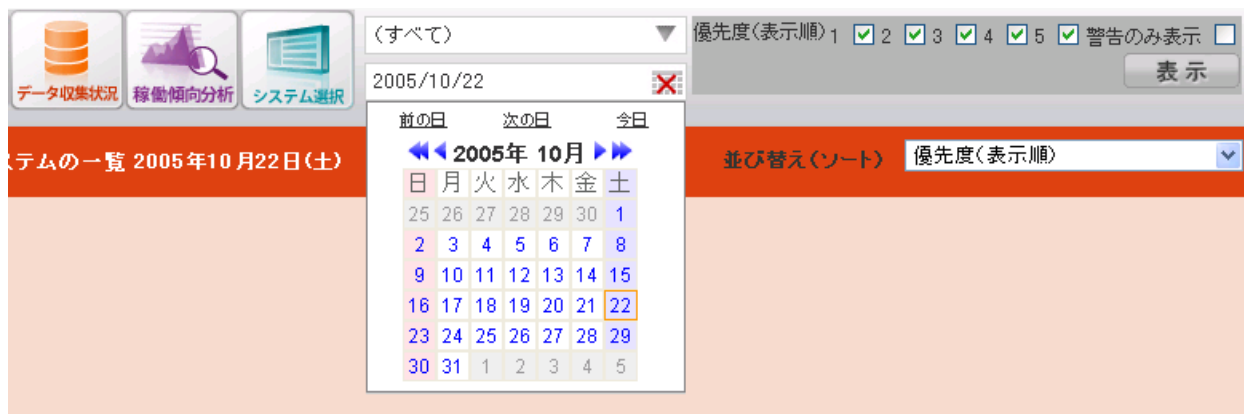 データ収集状況
稼働傾向分析
システム選択
(すべて)
2005/10/22
優先度(表示順) 1 2 3 4 5 警告のみ表示
表示
ステムの一覧 2005年10月22日(土)
並び替え(ソート)
優先度(表示順)
前の日 次の日 今日
2005年 10月
日 月 火 水 木 金 土
25 26 27 28 29 30 1
2 3 4 5 6 7 8
9 10 11 12 13 14 15
16 17 18 19 20 21 22
23 24 25 26 27 28 29
30 31 1 2 3 4 5